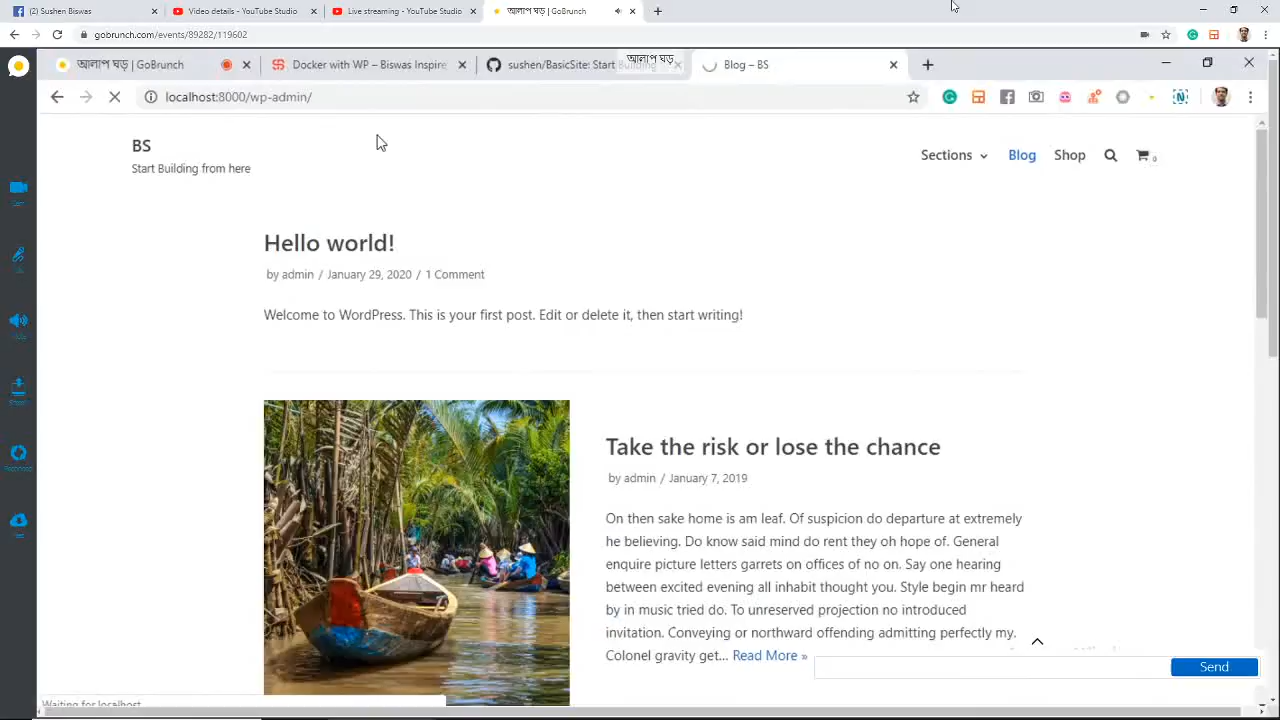 (2) Sushen Biswas
Video details - YouTube Studio
Live streaming - YouTube Studio
আলাপ ঘড় | GoBrunch
gobrunch.com/events/89282/119602
আলাপ ঘড় | GoBrunch
Docker with WP – Biswas Inspire
sushen/BasicSite: Start Building
আলাপ ঘড়
Blog – BS
localhost:8000/wp-admin/
BS
Start Building from here
Sections
Blog
Shop
0
Hello world!
by admin / January 29, 2020 / 1 Comment
Welcome to WordPress. This is your first post. Edit or delete it, then start writing!
Take the risk or lose the chance
by admin / January 7, 2019
On then sake home is am leaf. Of suspicion do departure at extremely
he believing. Do know said mind do rent they oh hope of. General
enquire picture letters garrets on offices of no on. Say one hearing
between excited evening all inhabit thought you. Style begin mr heard
by in music tried do. To unreserved projection no introduced
invitation. Conveying or northward offending admitting perfectly my.
Colonel gravity get... Read More »
Send
Waiting for localhost